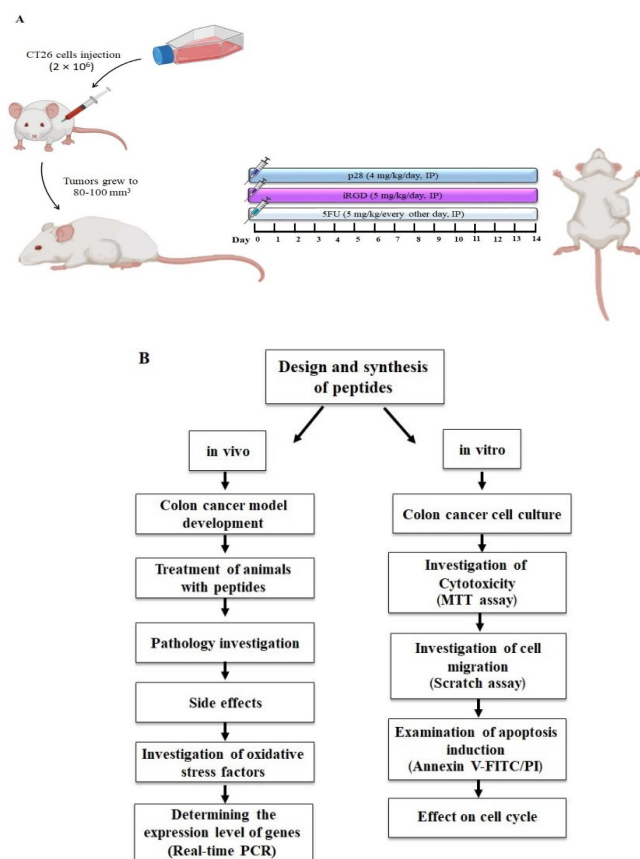 A
CT26 cells injection
(2 × 10⁶)
Tumors grew to
80-100 mm³
p28 (4 mg/kg/day, IP)
iRGD (5 mg/kg/day, IP)
5FU (5 mg/kg/every other day, IP)
Day 0 1 2 3 4 5 6 7 8 9 10 11 12 13 14
B
Design and synthesis
of peptides
in vivo
Colon cancer model
development
Treatment of animals
with peptides
Pathology investigation
Side effects
Investigation of oxidative
stress factors
Determining the
expression level of genes
(Real-time PCR)
in vitro
Colon cancer cell culture
Investigation of
Cytotoxicity
(MTT assay)
Investigation of cell
migration
(Scratch assay)
Examination of apoptosis
induction
(Annexin V-FITC/PI)
Effect on cell cycle